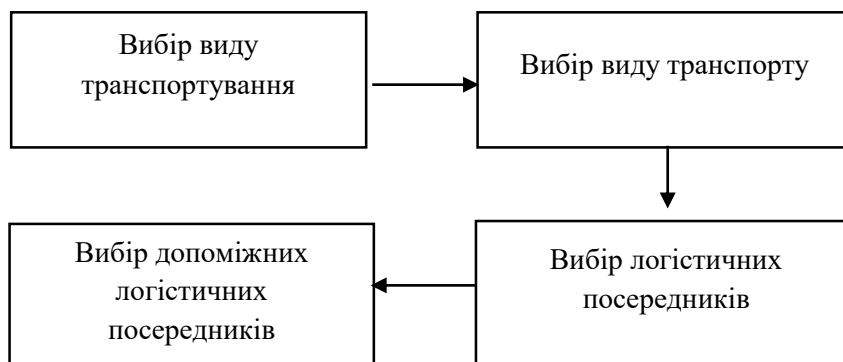 Вибір виду
транспортування
Вибір виду транспорту
Вибір допоміжних
логістичних
посередників
Вибір логістичних
посередників